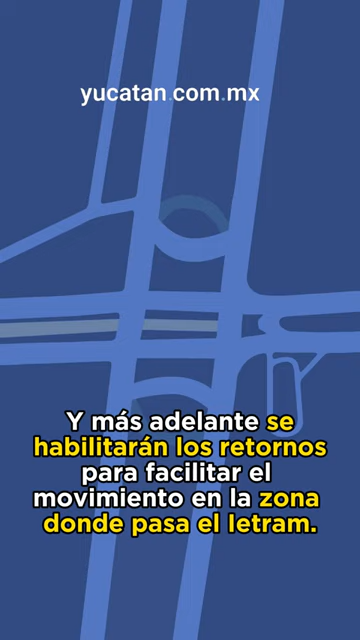 yucatan.com.mx
Y más adelante se
habilitarán los retornos
para facilitar el
movimiento en la zona
donde pasa el Ietram.